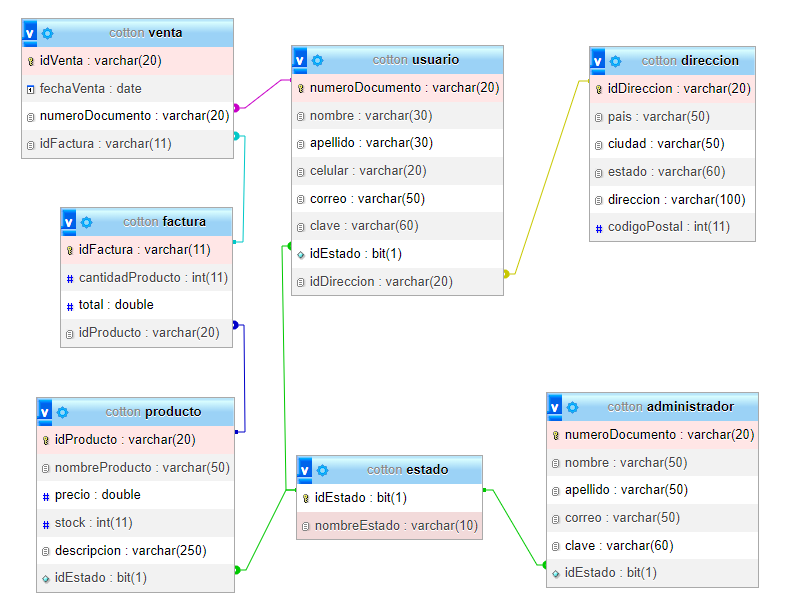 v cotton venta
idVenta : varchar(20)
fechaVenta : date
numeroDocumento : varchar(20)
idFactura : varchar(11)
v cotton usuario
numeroDocumento : varchar(20)
nombre : varchar(30)
apellido : varchar(30)
celular : varchar(20)
correo : varchar(50)
clave : varchar(60)
idEstado : bit(1)
idDireccion : varchar(20)
v cotton direccion
idDireccion : varchar(20)
pais : varchar(50)
ciudad : varchar(50)
estado : varchar(60)
direccion : varchar(100)
# codigoPostal : int(11)
v cotton factura
idFactura : varchar(11)
# cantidadProducto : int(11)
# total : double
idProducto : varchar(20)
v cotton producto
idProducto : varchar(20)
nombreProducto : varchar(50)
# precio : double
# stock : int(11)
descripcion : varchar(250)
idEstado : bit(1)
v cotton estado
idEstado : bit(1)
nombreEstado : varchar(10)
v cotton administrador
numeroDocumento : varchar(20)
nombre : varchar(50)
apellido : varchar(50)
correo : varchar(50)
clave : varchar(60)
idEstado : bit(1)